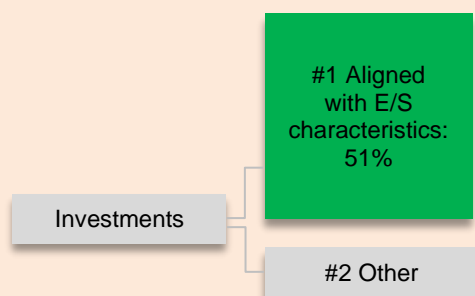 #1 Aligned
with E/S
characteristics:
51%
Investments
#2 Other